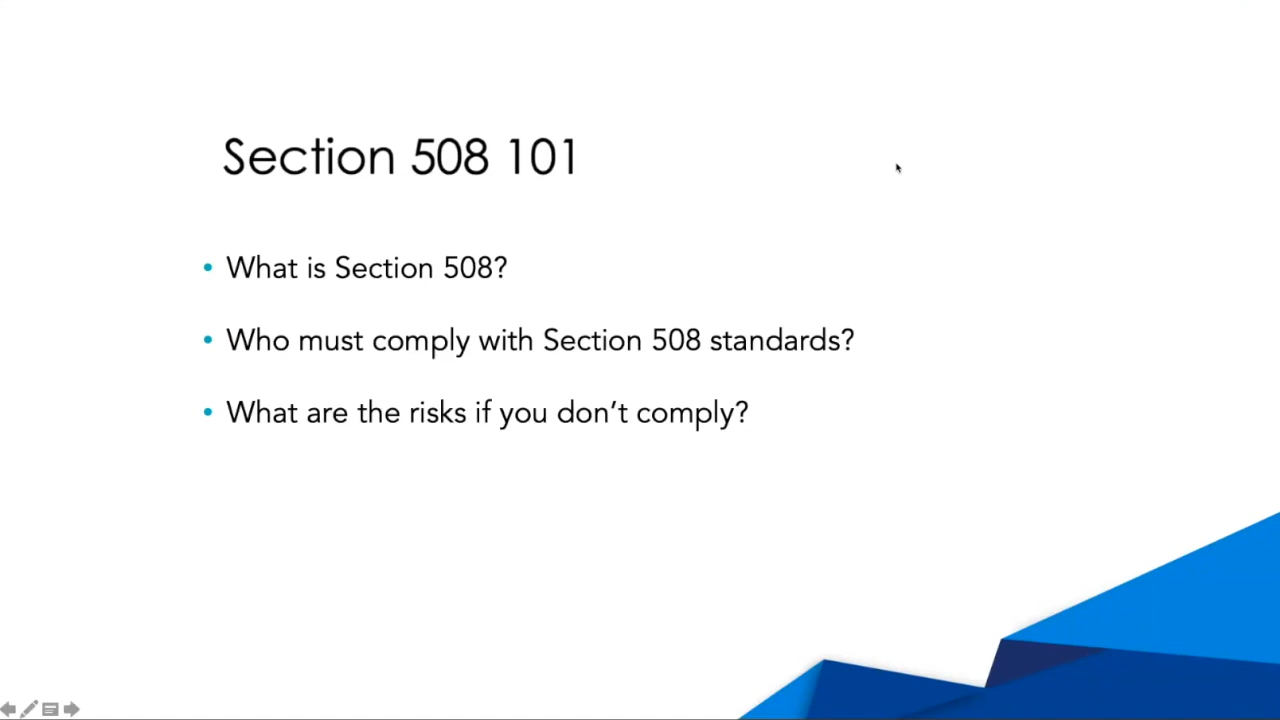 Section 508 101
• What is Section 508?
• Who must comply with Section 508 standards?
• What are the risks if you don’t comply?